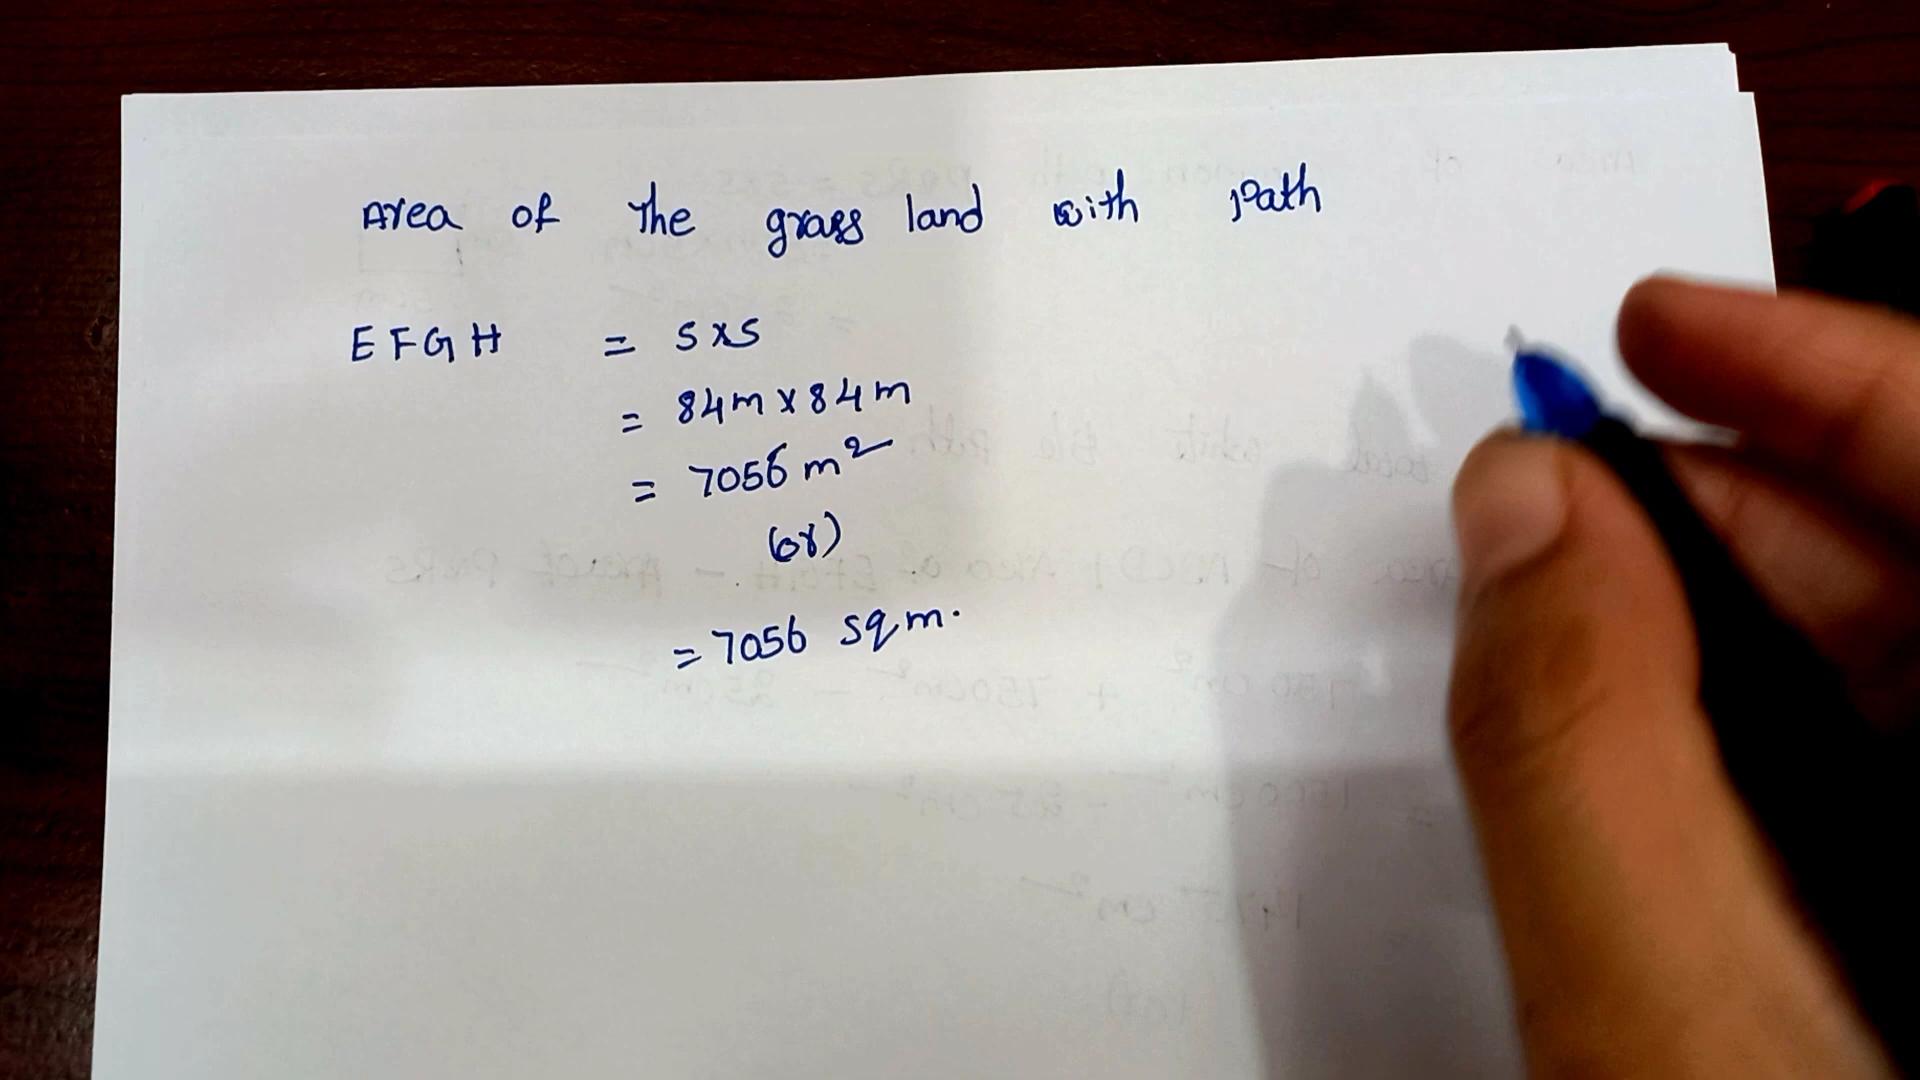 Area of The grass land with Path
EFGH = S×S
= 84m × 84m
= 7056 m²
(or)
= 7056 sq m.